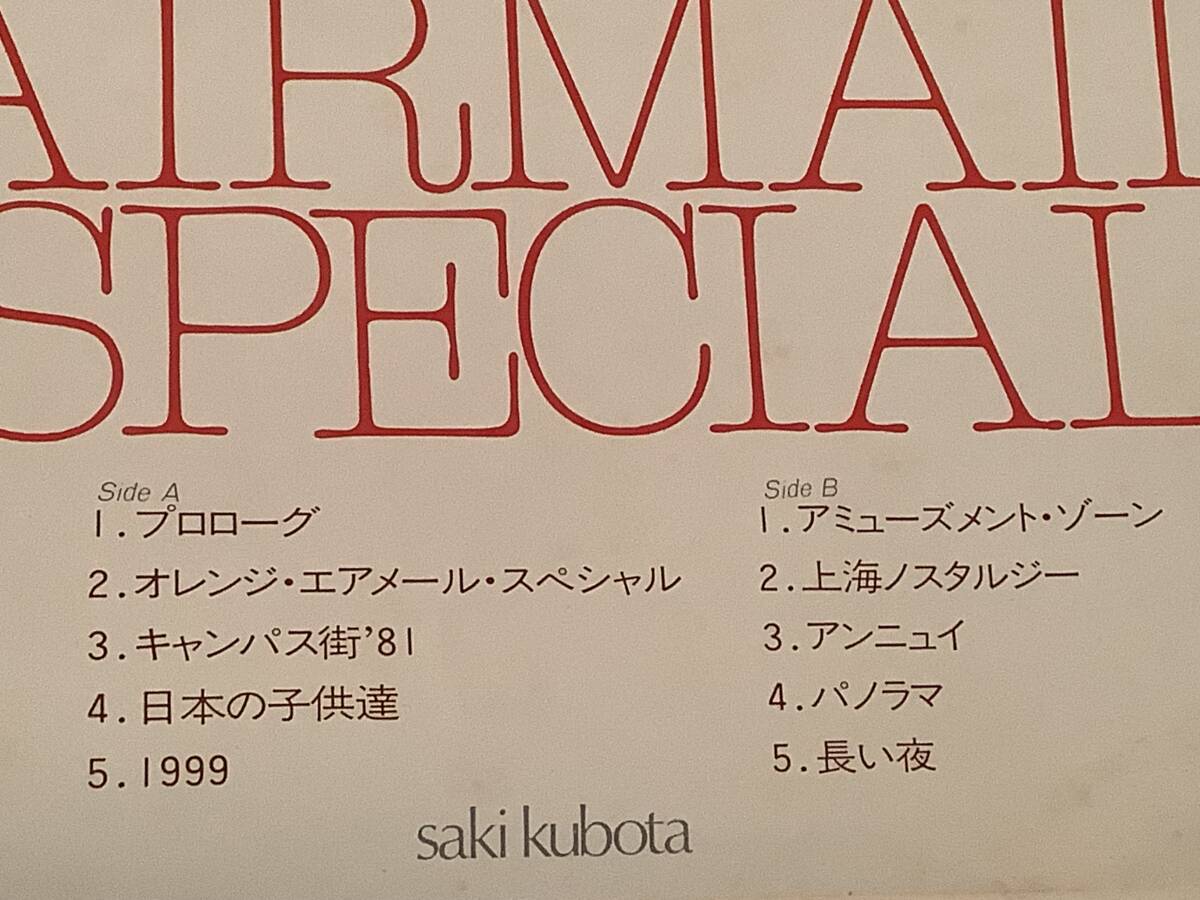 AIRMAIL
SPECIAL
Side A
1.プロローグ
2.オレンジ・エアメール・スペシャル
3.キャンパス街'81
4.日本の子供達
5.1999
Side B
1.アミューズメント・ゾーン
2.上海ノスタルジー
3.アンニュイ
4.パノラマ
5.長い夜
saki kubota